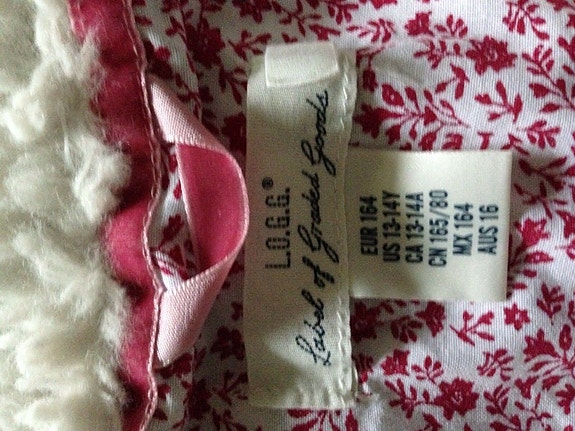 L.O.G.G.®
Label of Graded Goods
EUR 164
US 13-14Y
CA 13-14A
CN 165/80
MX 164
AUS 16